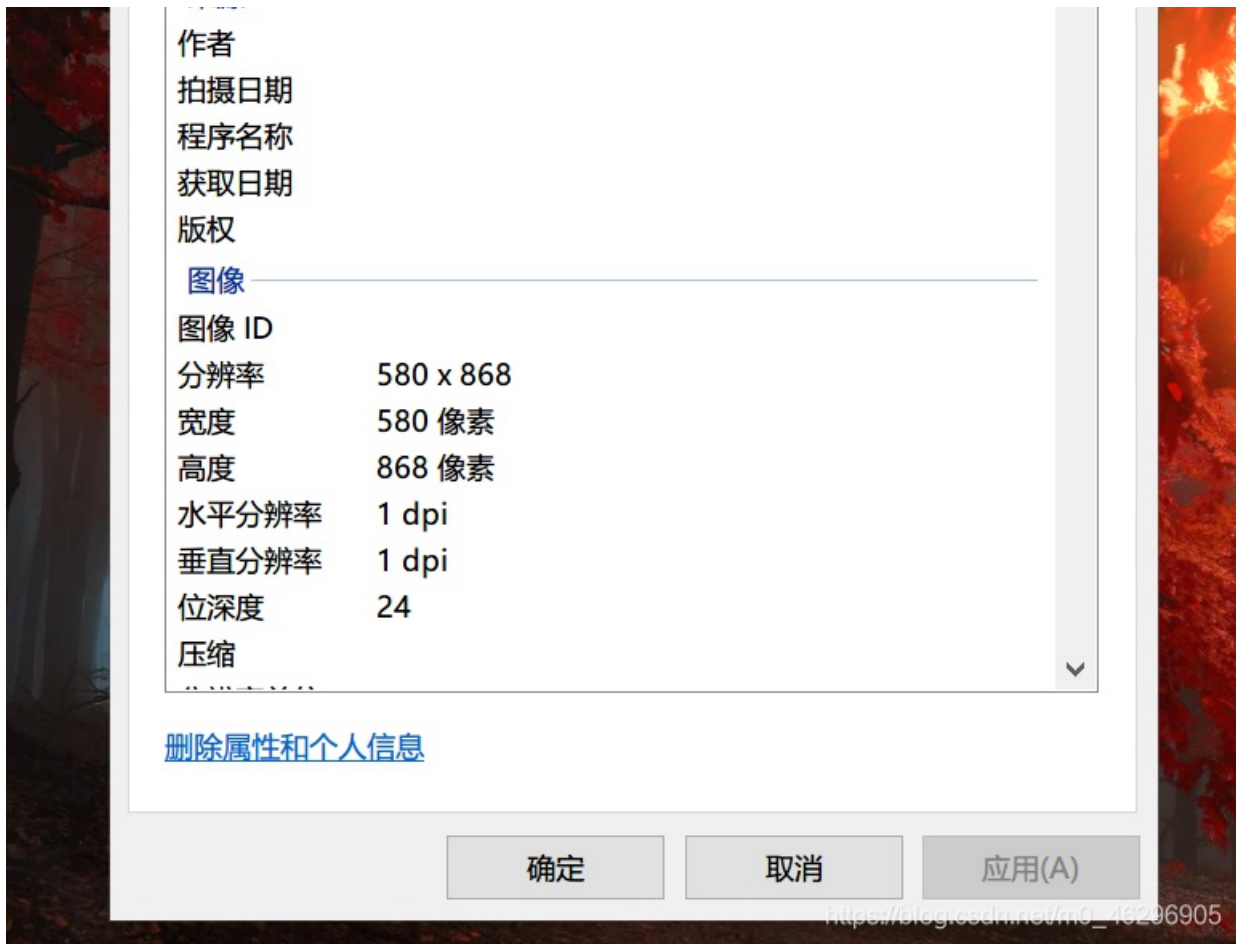 作者
拍摄日期
程序名称
获取日期
版权
图像
图像 ID
分辨率 580 x 868
宽度 580 像素
高度 868 像素
水平分辨率 1 dpi
垂直分辨率 1 dpi
位深度 24
压缩
删除属性和个人信息
确定 取消 应用(A)
https://blog.csdn.net/m0_46296905